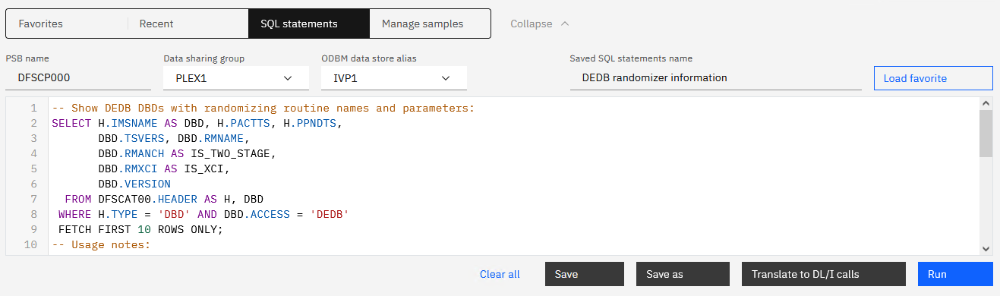 Favorites Recent SQL statements Manage samples Collapse
PSB name Data sharing group ODBM data store alias Saved SQL statements name
DFSCP000 PLEX1 IVP1 DEDB randomizer information Load favorite
1 -- Show DEDB DBDs with randomizing routine names and parameters:
2 SELECT H.IMSNAME AS DBD, H.PACTTS, H.PPNDTS,
3 DBD.TSVERS, DBD.RMNAME,
4 DBD.RMANCH AS IS_TWO_STAGE,
5 DBD.RMXCI AS IS_XCI,
6 DBD.VERSION
7 FROM DFSCAT00.HEADER AS H, DBD
8 WHERE H.TYPE = 'DBD' AND DBD.ACCESS = 'DEDB'
9 FETCH FIRST 10 ROWS ONLY;
10 -- Usage notes:
Clear all Save Save as Translate to DL/I calls Run